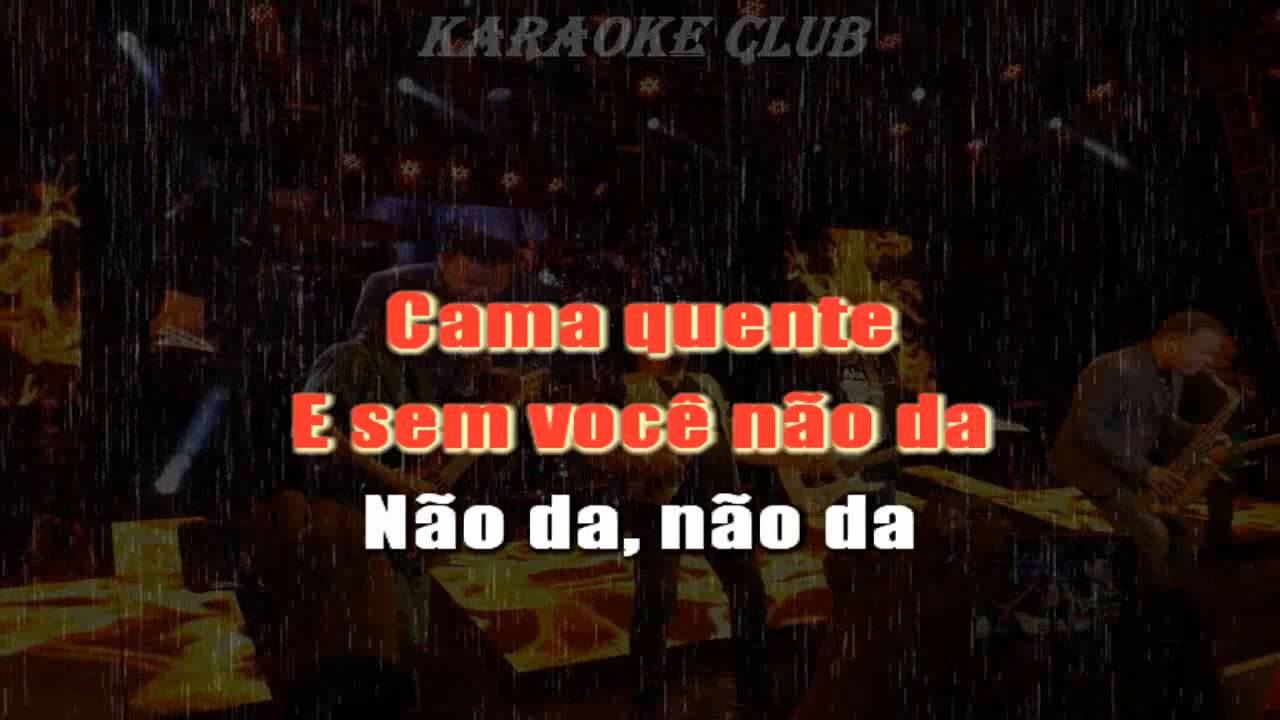 KARAOKE CLUB
Cama quente
E sem você não da
Não da, não da